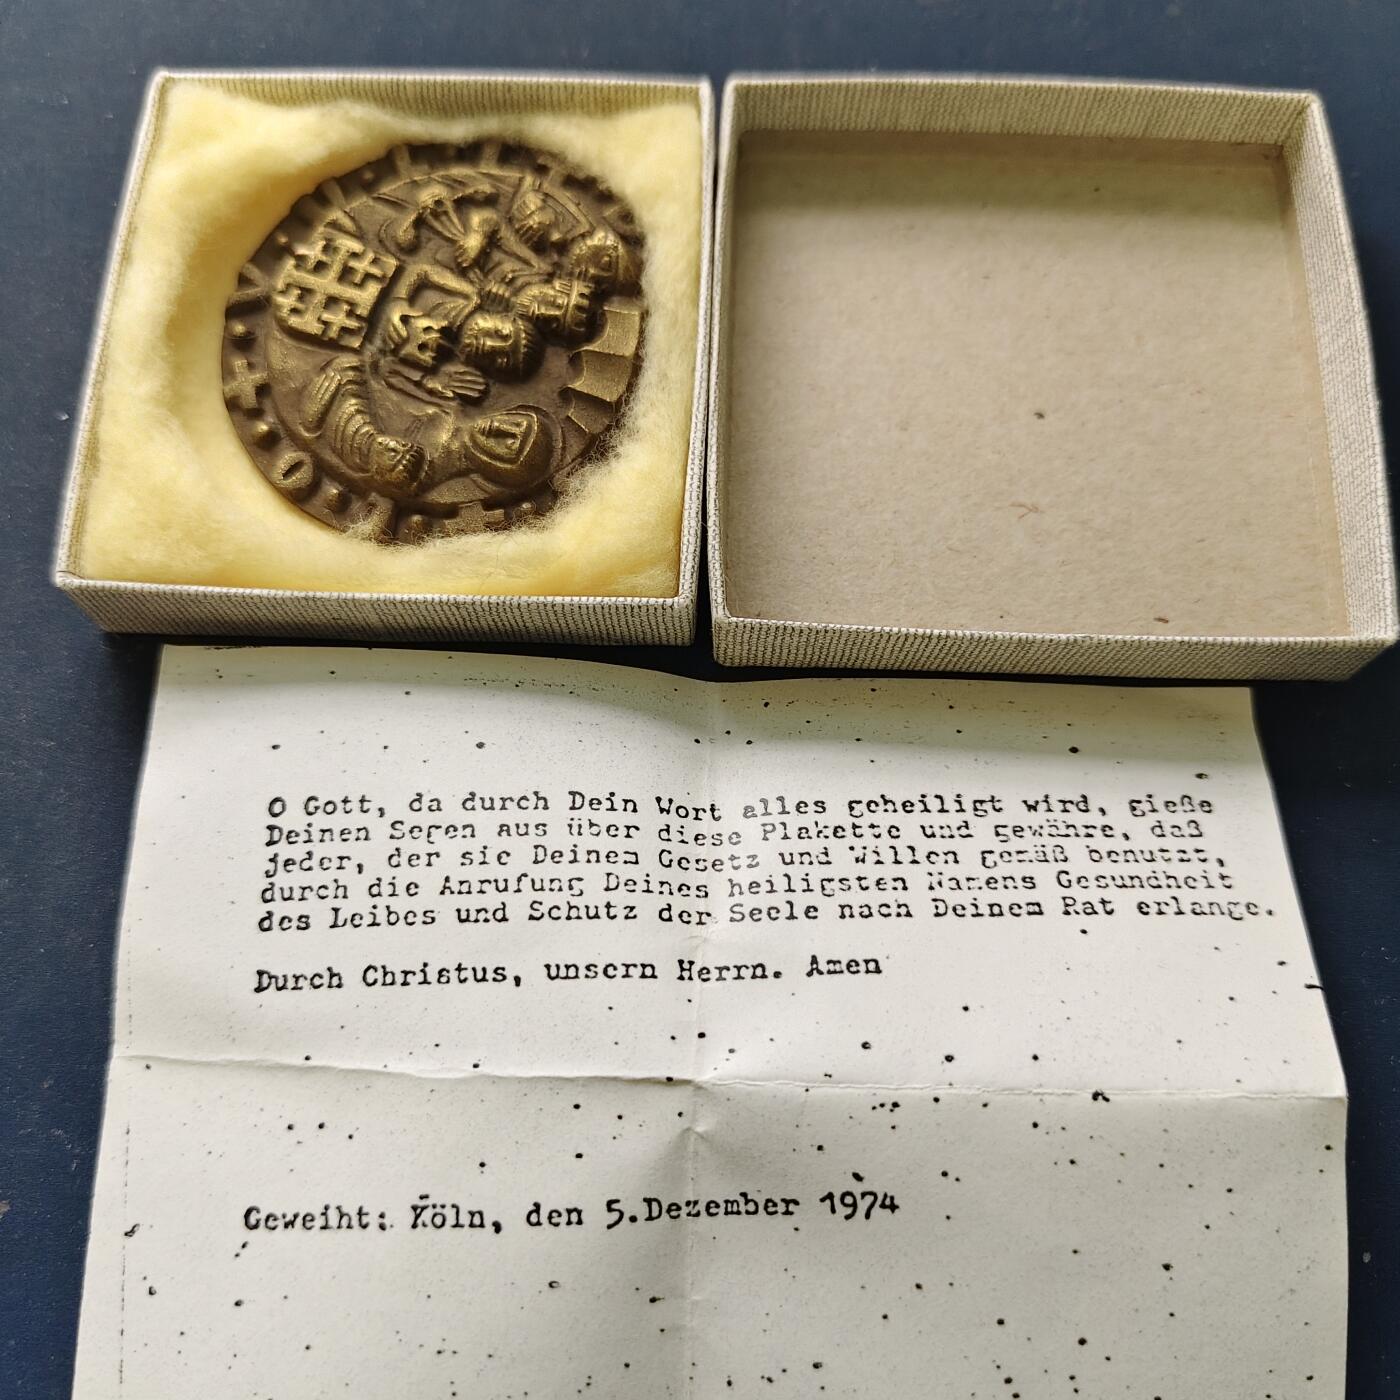 O Gott, da durch Dein Wort alles geheiligt wird, gieße
Deinen Segen aus über diese Plakette und gewähre, daß
jeder, der sie Deinem Gesetz und Willen gemäß benutzt,
durch die Anrufung Deines heiligsten Namens Gesundheit
des Leibes und Schutz der Seele nach Deinem Rat erlange.
Durch Christus, unsern Herrn. Amen
Geweiht: Köln, den 5.Dezember 1974